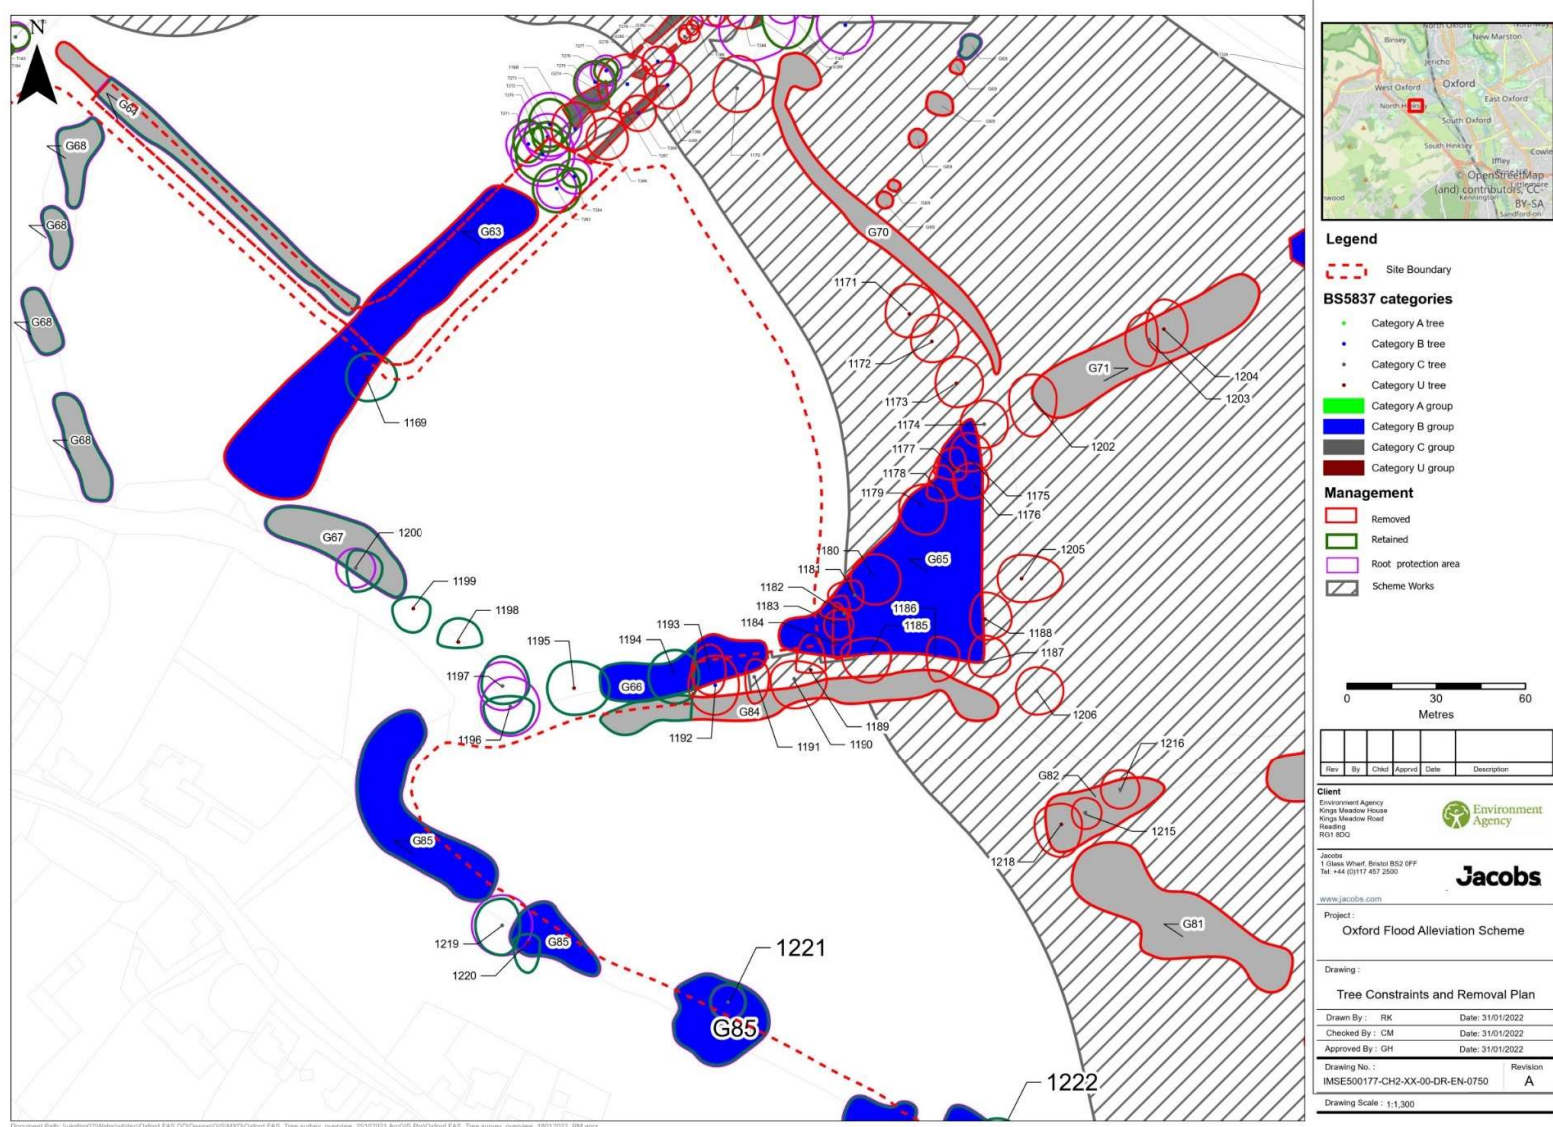 N
G64
G68
G68
G68
G68
G63
1169
G67
1200
1199
1198
1197
1196
1195
1194
1193
G66
1192
G84
1191
1190
1189
G70
1171
1172
1173
1174
1177
1178
1179
1175
1176
G65
1180
1181
1182
1183
1184
1186
1185
1188
1187
1205
1206
G71
1204
1203
1202
G82
1216
1215
1218
G81
G85
1219
1220
G85
1221
G85
1222
Binsey
New Marston
Jericho
Oxford
West Oxford
East Oxford
North Hinksey
South Oxford
South Hinksey
Iffley
© OpenStreetMap
(and) contributors, CC-
BY-SA
Kennington
Legend
Site Boundary
BS5837 categories
Category A tree
Category B tree
Category C tree
Category U tree
Category A group
Category B group
Category C group
Category U group
Management
Removed
Retained
Root protection area
Scheme Works
0 30 60
Metres
Rev By Chkd Apprvd Date Description
Client
Environment Agency
Kings Meadow House
Kings Meadow Road
Reading
RG1 8DQ
Environment
Agency
Jacobs
1 Glass Wharf, Bristol BS2 0FF
Tel: +44 (0)117 457 2500
Jacobs
www.jacobs.com
Project :
Oxford Flood Alleviation Scheme
Drawing :
Tree Constraints and Removal Plan
Drawn By : RK Date: 31/01/2022
Checked By : CM Date: 31/01/2022
Approved By : GH Date: 31/01/2022
Drawing No. : Revision
IMSE500177-CH2-XX-00-DR-EN-0750 A
Drawing Scale : 1:1,300